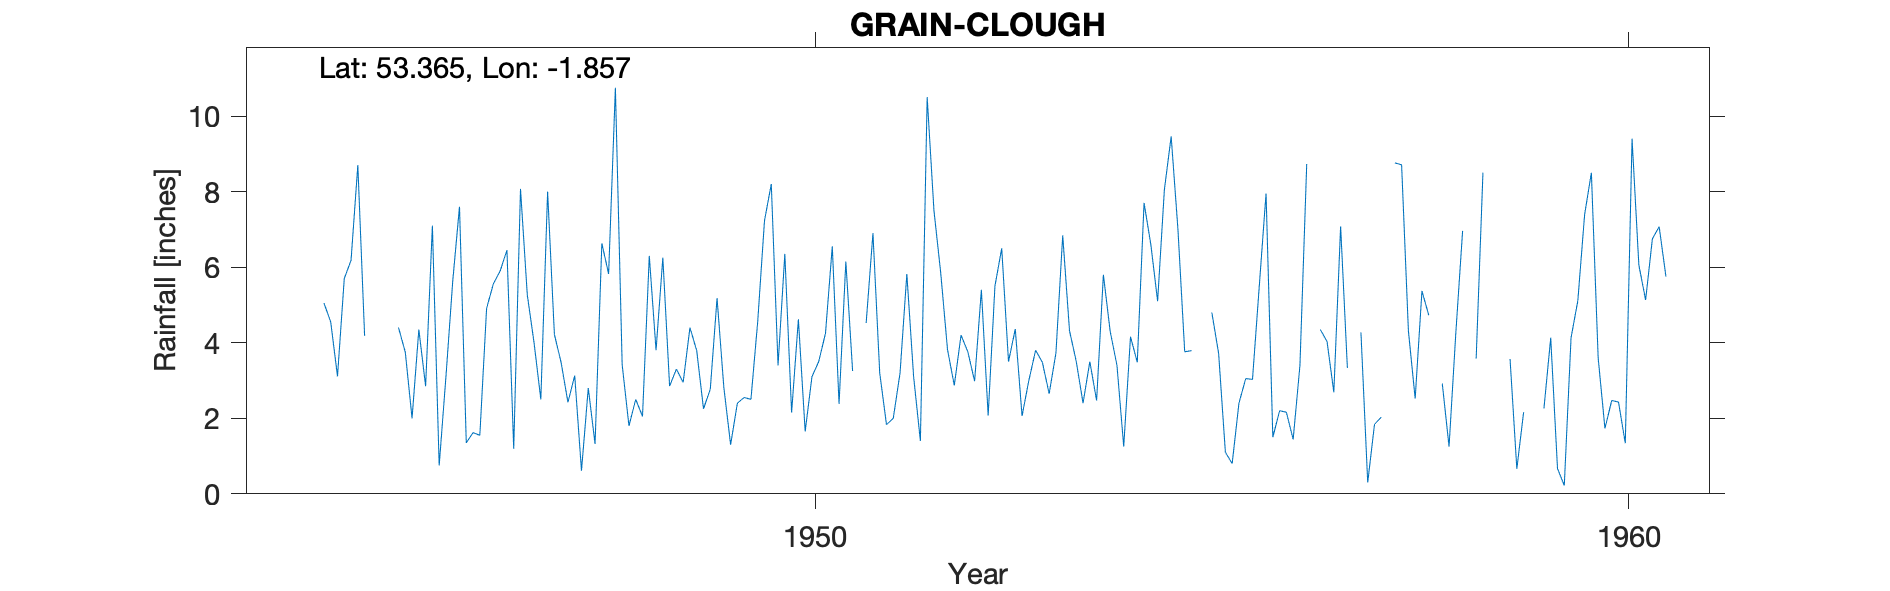 GRAIN-CLOUGH
Lat: 53.365, Lon: -1.857
10
8
6
4
2
0
Rainfall [inches]
1950 1960
Year